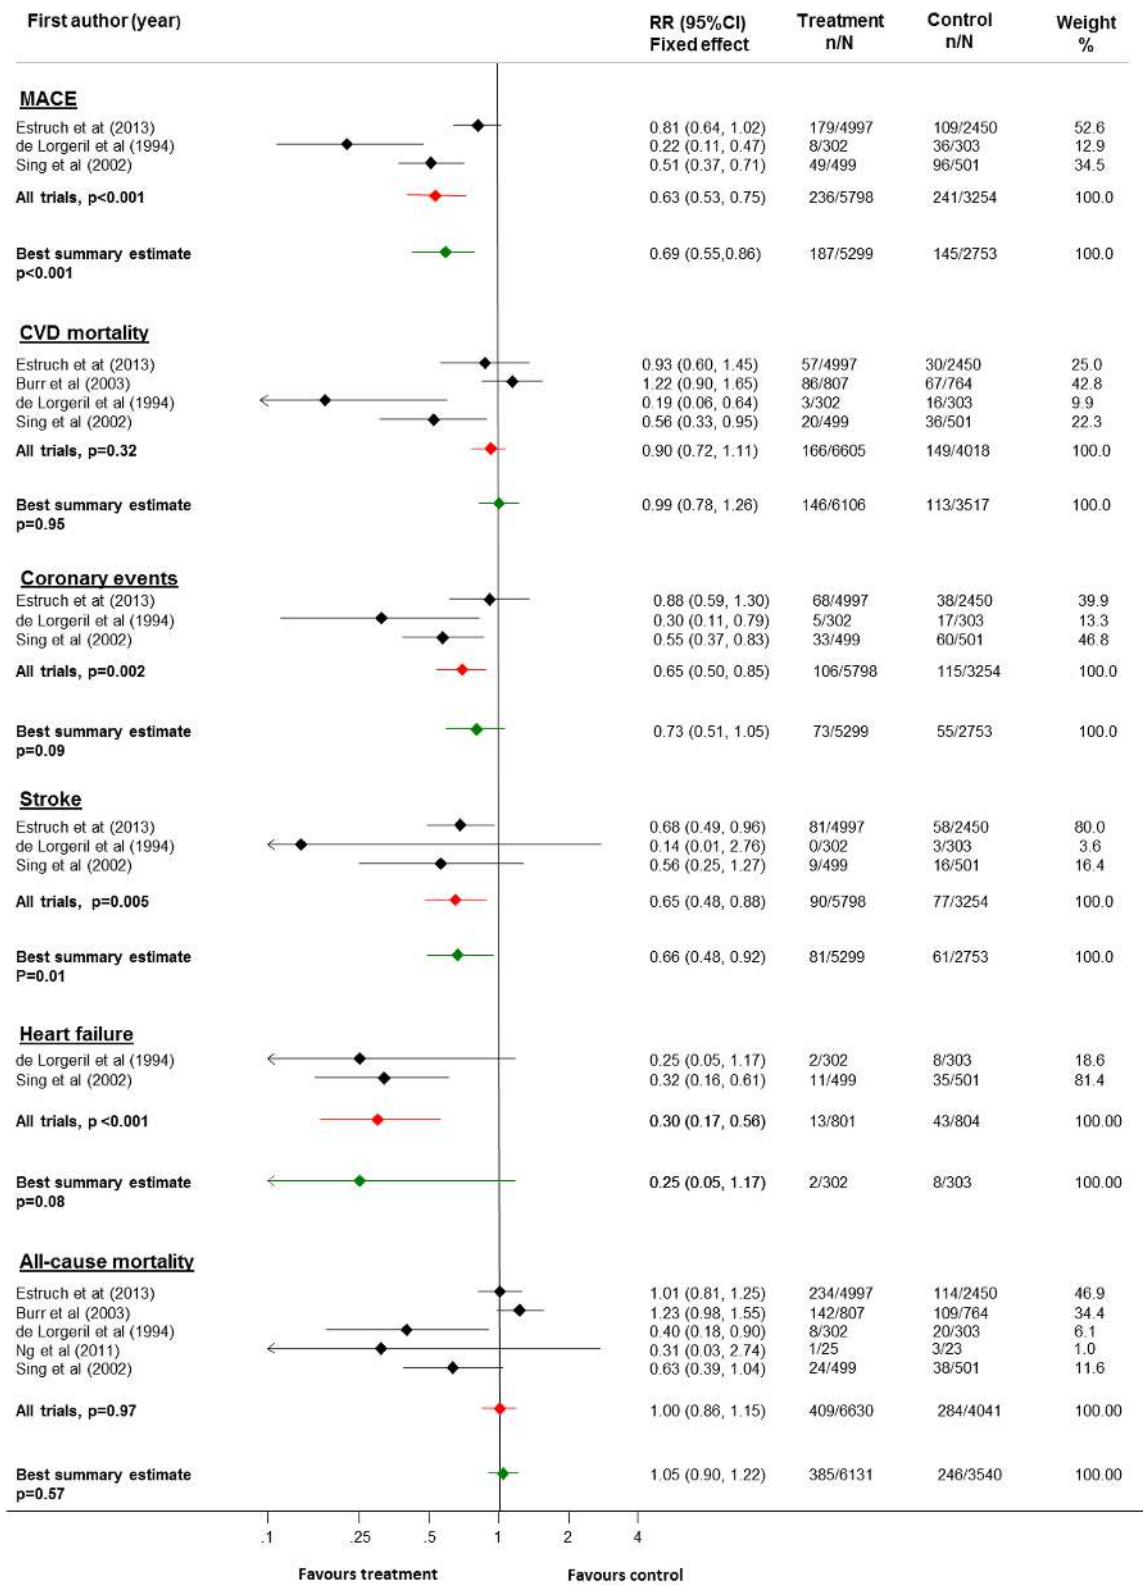 First author (year) RR (95%CI) Treatment Control Weight
Fixed effect n/N n/N %
MACE
Estruch et at (2013) 0.81 (0.64, 1.02) 179/4997 109/2450 52.6
de Lorgeril et al (1994) 0.22 (0.11, 0.47) 8/302 36/303 12.9
Sing et al (2002) 0.51 (0.37, 0.71) 49/499 96/501 34.5
All trials, p<0.001 0.63 (0.53, 0.75) 236/5798 241/3254 100.0
Best summary estimate 0.69 (0.55,0.86) 187/5299 145/2753 100.0
p<0.001
CVD mortality
Estruch et at (2013) 0.93 (0.60, 1.45) 57/4997 30/2450 25.0
Burr et al (2003) 1.22 (0.90, 1.65) 86/807 67/764 42.8
de Lorgeril et al (1994) 0.19 (0.06, 0.64) 3/302 16/303 9.9
Sing et al (2002) 0.56 (0.33, 0.95) 20/499 36/501 22.3
All trials, p=0.32 0.90 (0.72, 1.11) 166/6605 149/4018 100.0
Best summary estimate 0.99 (0.78, 1.26) 146/6106 113/3517 100.0
p=0.95
Coronary events
Estruch et at (2013) 0.88 (0.59, 1.30) 68/4997 38/2450 39.9
de Lorgeril et al (1994) 0.30 (0.11, 0.79) 5/302 17/303 13.3
Sing et al (2002) 0.55 (0.37, 0.83) 33/499 60/501 46.8
All trials, p=0.002 0.65 (0.50, 0.85) 106/5798 115/3254 100.0
Best summary estimate 0.73 (0.51, 1.05) 73/5299 55/2753 100.0
p=0.09
Stroke
Estruch et at (2013) 0.68 (0.49, 0.96) 81/4997 58/2450 80.0
de Lorgeril et al (1994) 0.14 (0.01, 2.76) 0/302 3/303 3.6
Sing et al (2002) 0.56 (0.25, 1.27) 9/499 16/501 16.4
All trials, p=0.005 0.65 (0.48, 0.88) 90/5798 77/3254 100.0
Best summary estimate 0.66 (0.48, 0.92) 81/5299 61/2753 100.0
P=0.01
Heart failure
de Lorgeril et al (1994) 0.25 (0.05, 1.17) 2/302 8/303 18.6
Sing et al (2002) 0.32 (0.16, 0.61) 11/499 35/501 81.4
All trials, p <0.001 0.30 (0.17, 0.56) 13/801 43/804 100.00
Best summary estimate 0.25 (0.05, 1.17) 2/302 8/303 100.00
p=0.08
All-cause mortality
Estruch et at (2013) 1.01 (0.81, 1.25) 234/4997 114/2450 46.9
Burr et al (2003) 1.23 (0.98, 1.55) 142/807 109/764 34.4
de Lorgeril et al (1994) 0.40 (0.18, 0.90) 8/302 20/303 6.1
Ng et al (2011) 0.31 (0.03, 2.74) 1/25 3/23 1.0
Sing et al (2002) 0.63 (0.39, 1.04) 24/499 38/501 11.6
All trials, p=0.97 1.00 (0.86, 1.15) 409/6630 284/4041 100.00
Best summary estimate 1.05 (0.90, 1.22) 385/6131 246/3540 100.00
p=0.57
.1 .25 .5 1 2 4
Favours treatment Favours control